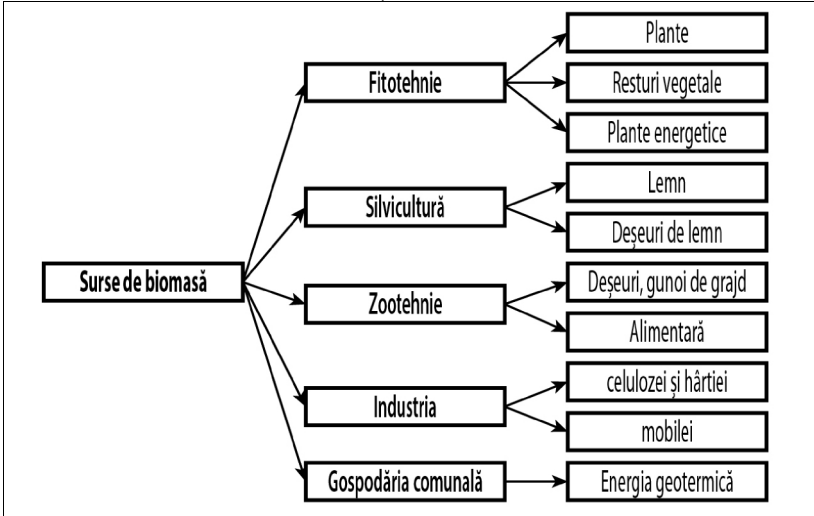 Surse de biomasă
Fitotehnie
Plante
Resturi vegetale
Plante energetice
Silvicultură
Lemn
Deșeuri de lemn
Zootehnie
Deșeuri, gunoi de grajd
Alimentară
Industria
celulozei și hârtiei
mobilei
Gospodăria comunală
Energia geotermică